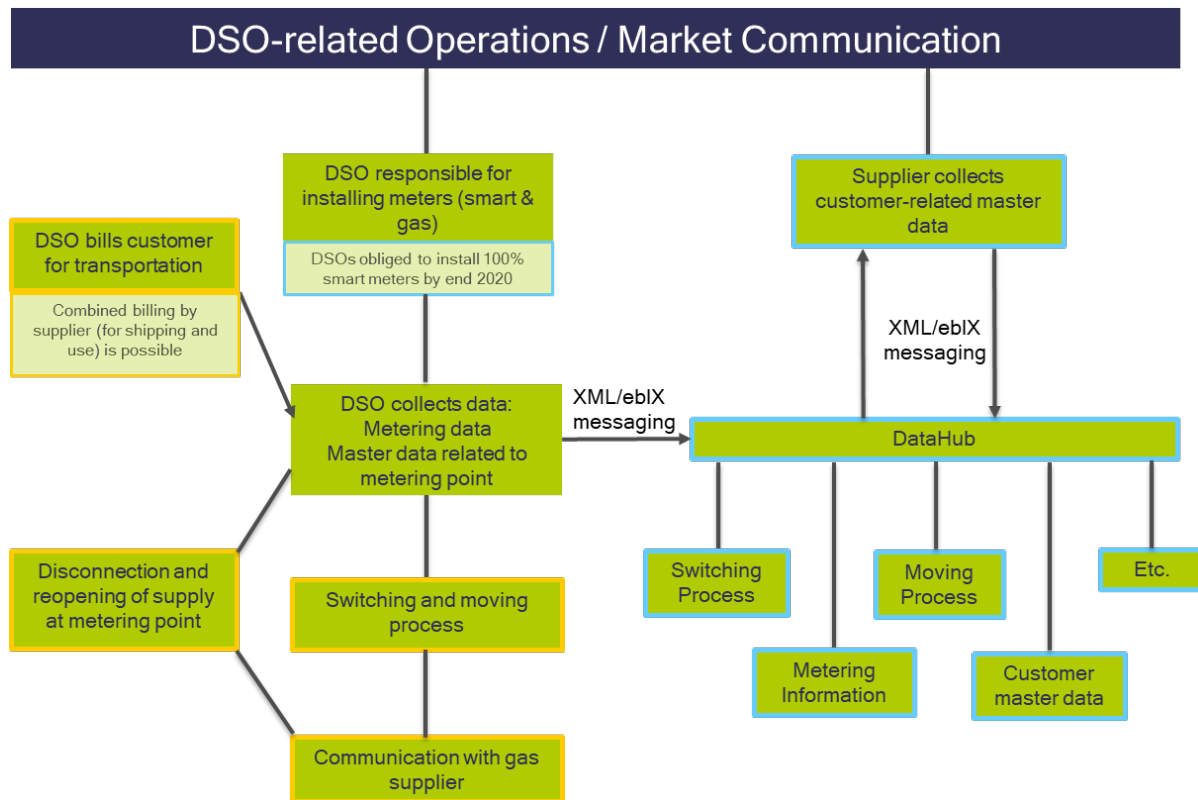 DSO-related Operations / Market Communication
DSO responsible for
installing meters (smart &
gas)
DSOs obliged to install 100%
smart meters by end 2020
Supplier collects
customer-related master
data
DSO bills customer
for transportation
Combined billing by
supplier (for shipping and
use) is possible
XML/ebIX
messaging
DSO collects data:
Metering data
Master data related to
metering point
XML/ebIX
messaging
DataHub
Disconnection and
reopening of supply
at metering point
Switching and moving
process
Switching
Process
Moving
Process
Etc.
Metering
Information
Customer
master data
Communication with gas
supplier